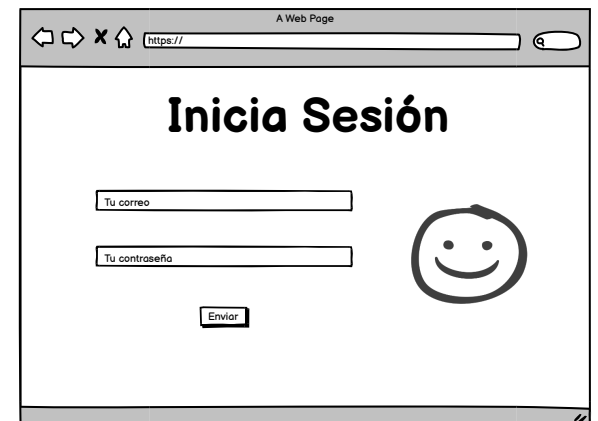 A Web Page
https://
Inicia Sesión
Tu correo
Tu contraseña
Enviar